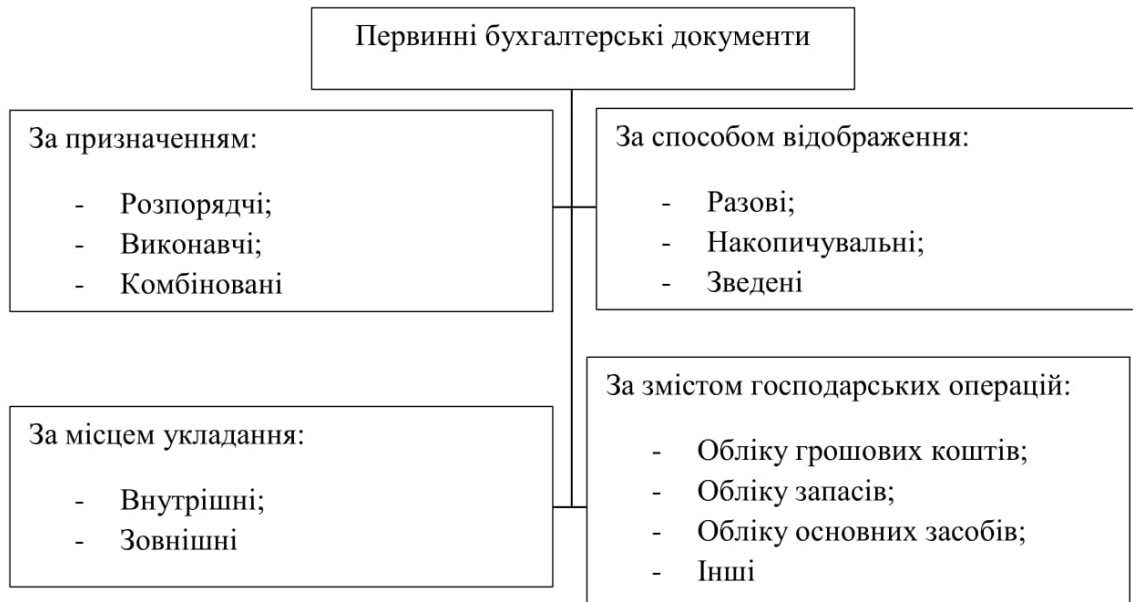 Первинні бухгалтерські документи
За призначенням:
- Розпорядчі;
- Виконавчі;
- Комбіновані
За способом відображення:
- Разові;
- Накопичувальні;
- Зведені
За місцем укладання:
- Внутрішні;
- Зовнішні
За змістом господарських операцій:
- Обліку грошових коштів;
- Обліку запасів;
- Обліку основних засобів;
- Інші